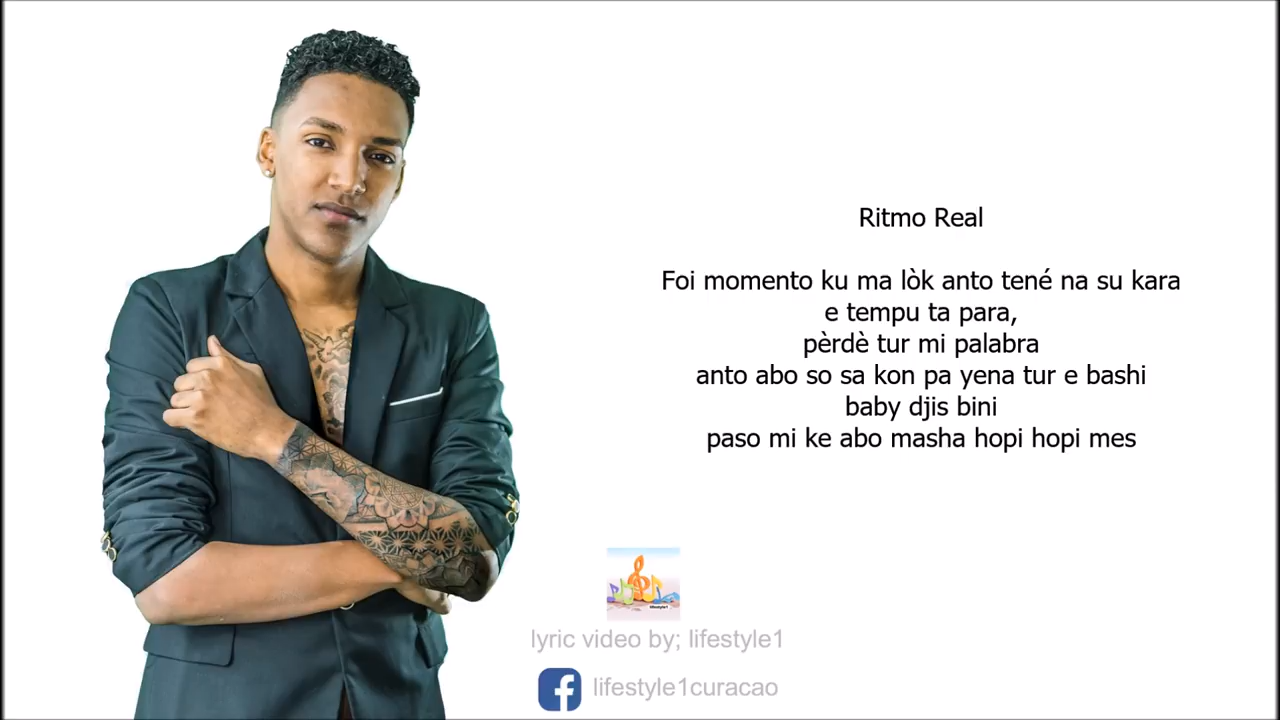 Ritmo Real
Foi momento ku ma lòk anto tené na su kara
e tempu ta para,
pèrdè tur mi palabra
anto abo so sa kon pa yena tur e bashi
baby djis bini
paso mi ke abo masha hopi hopi mes
lifestyle1
lyric video by; lifestyle1
lifestyle1curacao